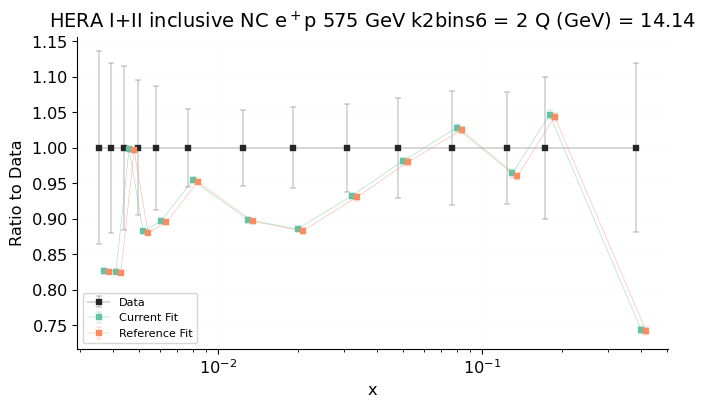 HERA I+II inclusive NC e⁺p 575 GeV k2bins6 = 2 Q (GeV) = 14.14
1.15
1.10
1.05
1.00
0.95
0.90
0.85
0.80
0.75
Ratio to Data
Data
Current Fit
Reference Fit
10⁻²
10⁻¹
x